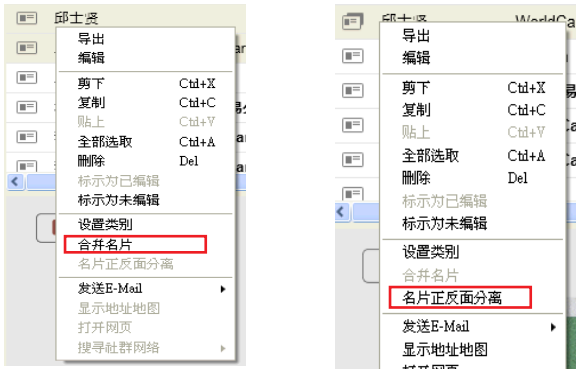 邱士贤
导出
编辑
剪下 Ctrl+X
复制 Ctrl+C
贴上 Ctrl+V
全部选取 Ctrl+A
删除 Del
标示为已编辑
标示为未编辑
设置类别
合并名片
名片正反面分离
发送E-Mail
显示地址地图
打开网页
搜寻社群网络
邱士贤 WorldCa
导出
编辑
剪下 Ctrl+X
复制 Ctrl+C
贴上 Ctrl+V
全部选取 Ctrl+A
删除 Del
标示为已编辑
标示为未编辑
设置类别
合并名片
名片正反面分离
发送E-Mail
显示地址地图
打开网页